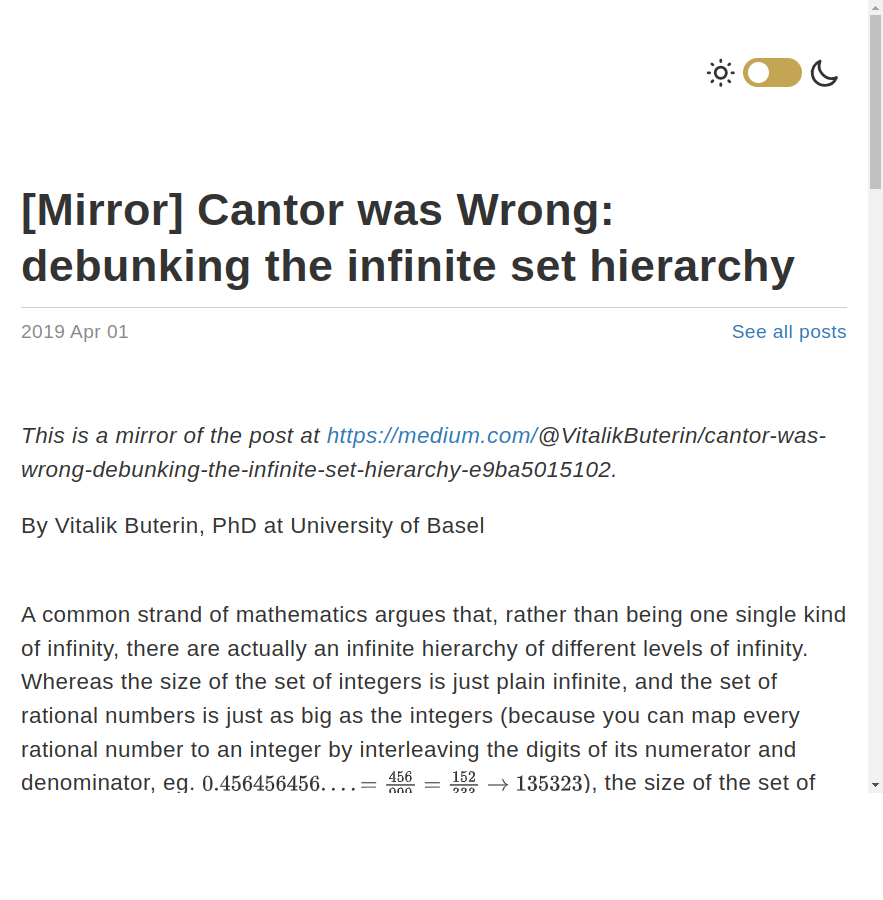 [Mirror] Cantor was Wrong:
debunking the infinite set hierarchy
2019 Apr 01 See all posts
This is a mirror of the post at https://medium.com/@VitalikButerin/cantor-was-
wrong-debunking-the-infinite-set-hierarchy-e9ba5015102.
By Vitalik Buterin, PhD at University of Basel
A common strand of mathematics argues that, rather than being one single kind
of infinity, there are actually an infinite hierarchy of different levels of infinity.
Whereas the size of the set of integers is just plain infinite, and the set of
rational numbers is just as big as the integers (because you can map every
rational number to an integer by interleaving the digits of its numerator and
denominator, eg. 0.456456456.... = 456/999 = 152/333 → 135323), the size of the set of